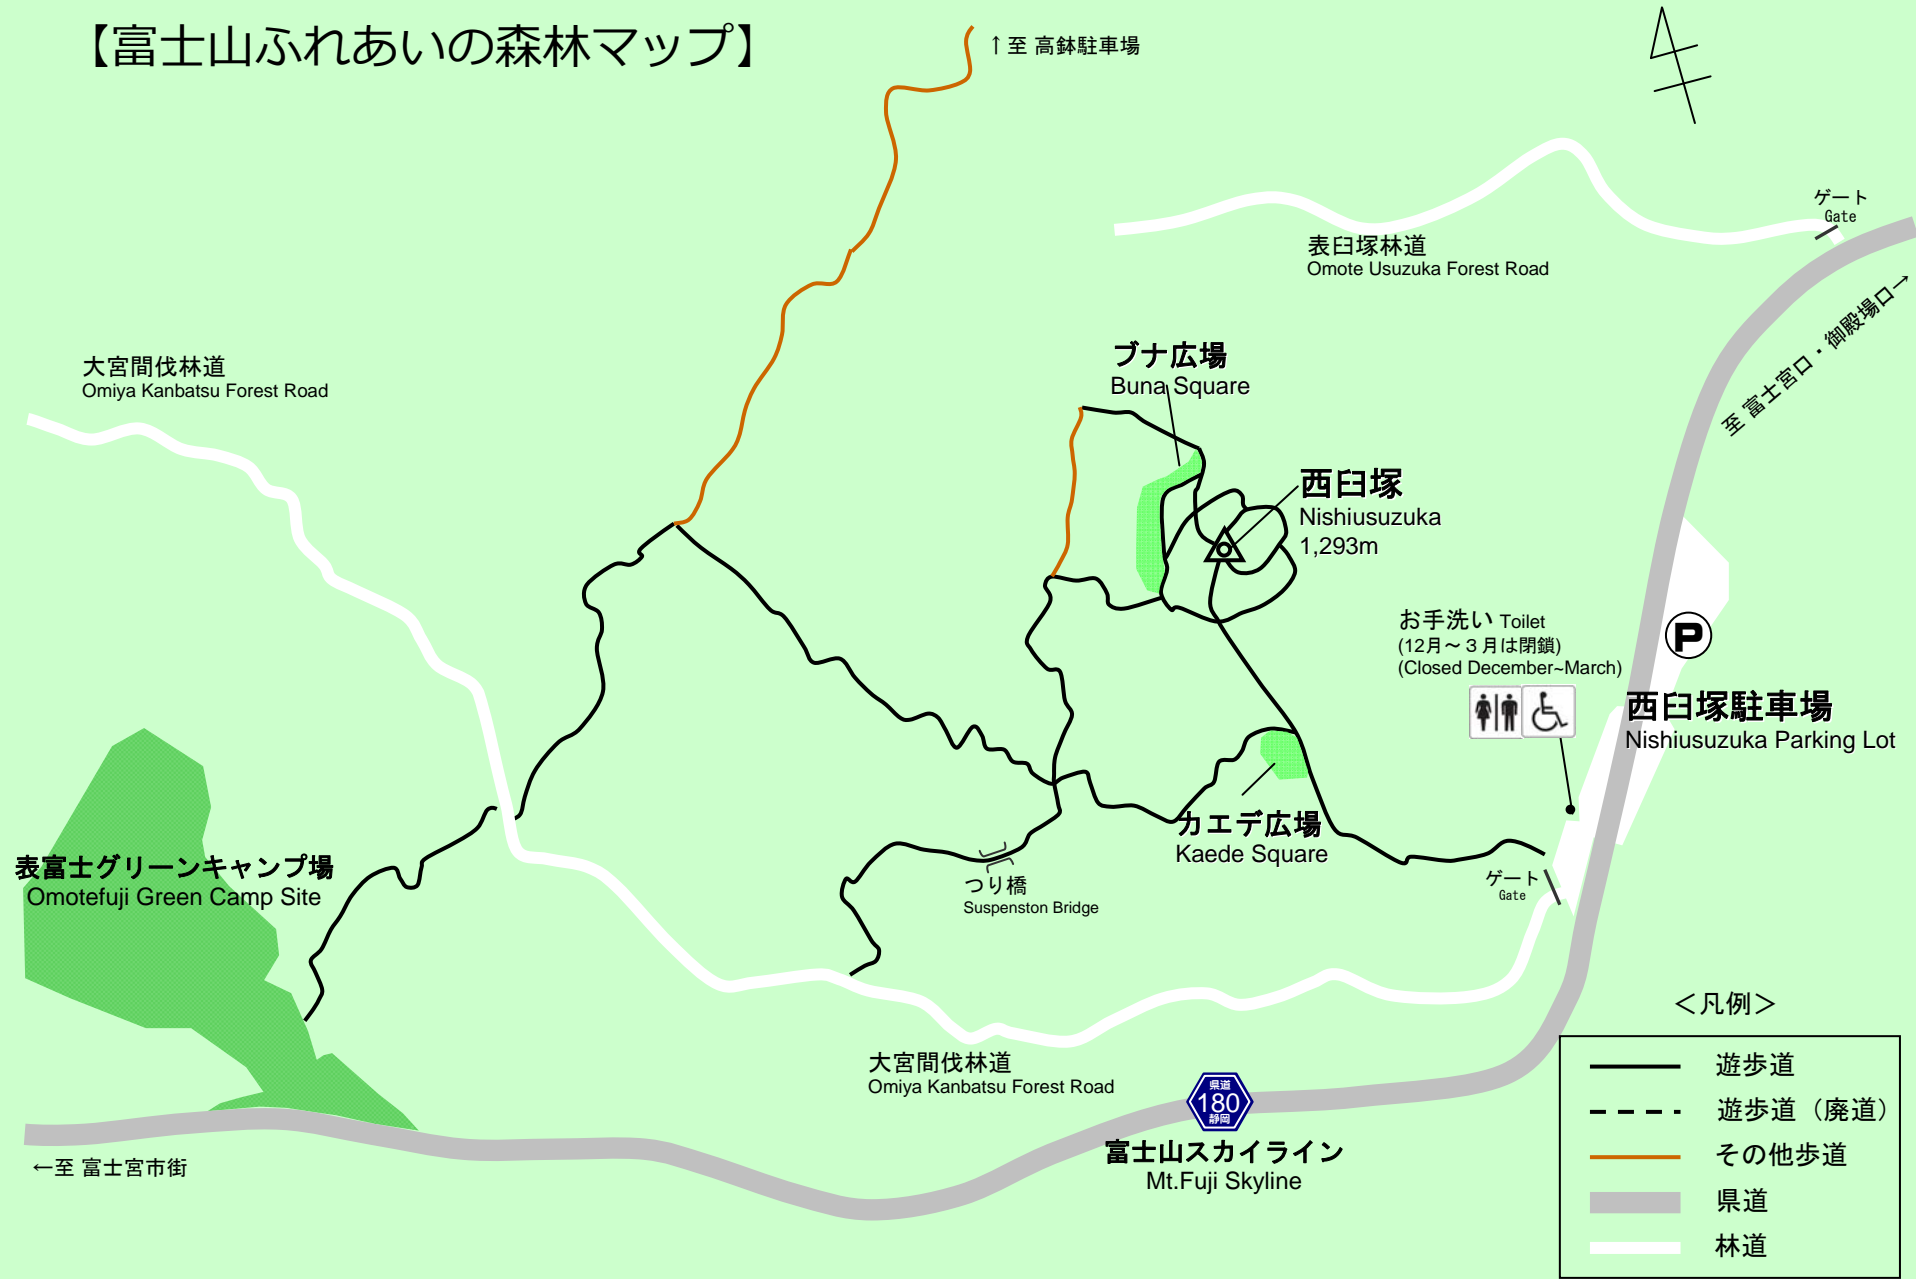 【富士山ふれあいの森林マップ】
↑至 高鉢駐車場
ゲート
Gate
表臼塚林道
Omote Usuzuka Forest Road
至 富士宮口・御殿場口→
大宮間伐林道
Omiya Kanbatsu Forest Road
ブナ広場
Buna Square
西臼塚
Nishiusuzuka
1,293m
お手洗い Toilet
(12月～３月は閉鎖)
(Closed December~March)
P
西臼塚駐車場
Nishiusuzuka Parking Lot
カエデ広場
Kaede Square
表富士グリーンキャンプ場
Omotefuji Green Camp Site
つり橋
Suspenston Bridge
ゲート
Gate
大宮間伐林道
Omiya Kanbatsu Forest Road
県道
180
静岡
富士山スカイライン
Mt.Fuji Skyline
←至 富士宮市街
＜凡例＞
遊歩道
遊歩道（廃道）
その他歩道
県道
林道